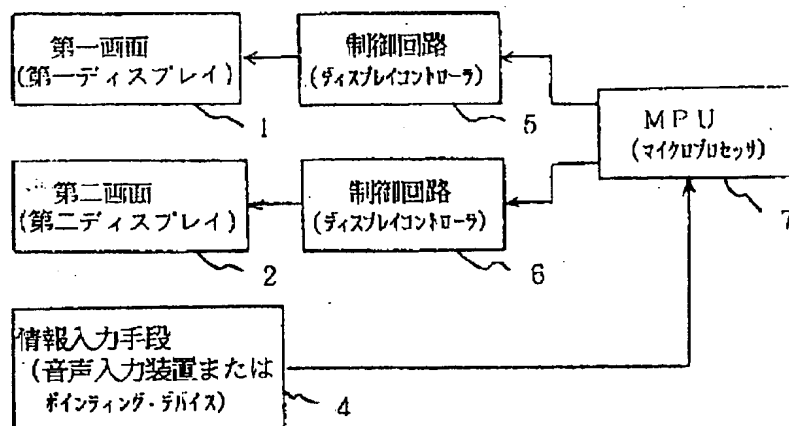 第一画面
(第一ディスプレイ)
1
制御回路
(ディスプレイコントローラ)
5
MPU
(マイクロプロセッサ)
7
第二画面
(第二ディスプレイ)
2
制御回路
(ディスプレイコントローラ)
6
情報入力手段
(音声入力装置または
ポインティング・デバイス)
4